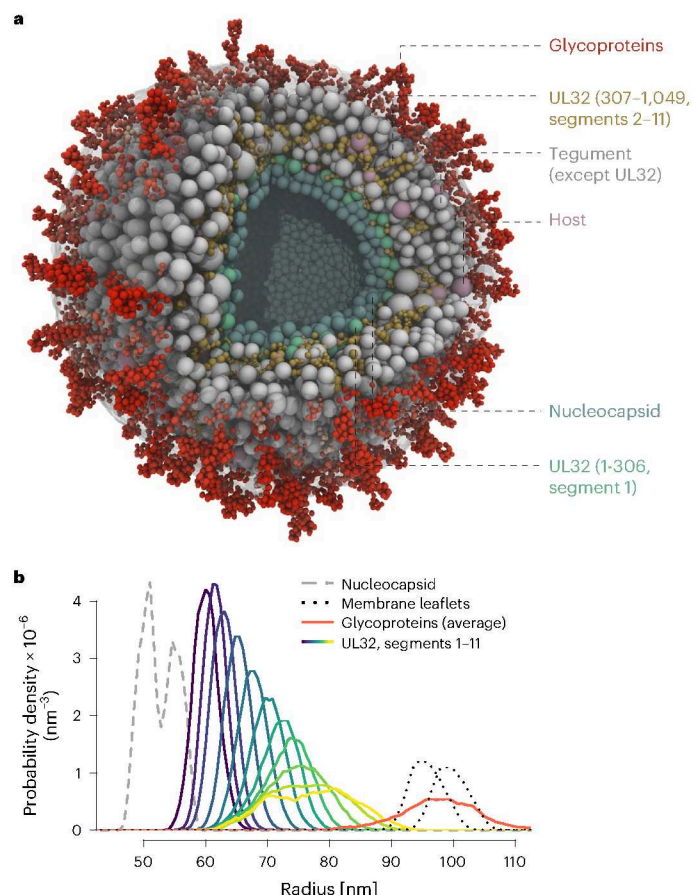 a
Glycoproteins
UL32 (307–1,049,
segments 2–11)
Tegument
(except UL32)
Host
Nucleocapsid
UL32 (1-306,
segment 1)
b
Nucleocapsid
Membrane leaflets
Glycoproteins (average)
UL32, segments 1–11
Probability density × 10⁻⁶
(nm⁻³)
4
3
2
1
0
50 60 70 80 90 100 110
Radius [nm]